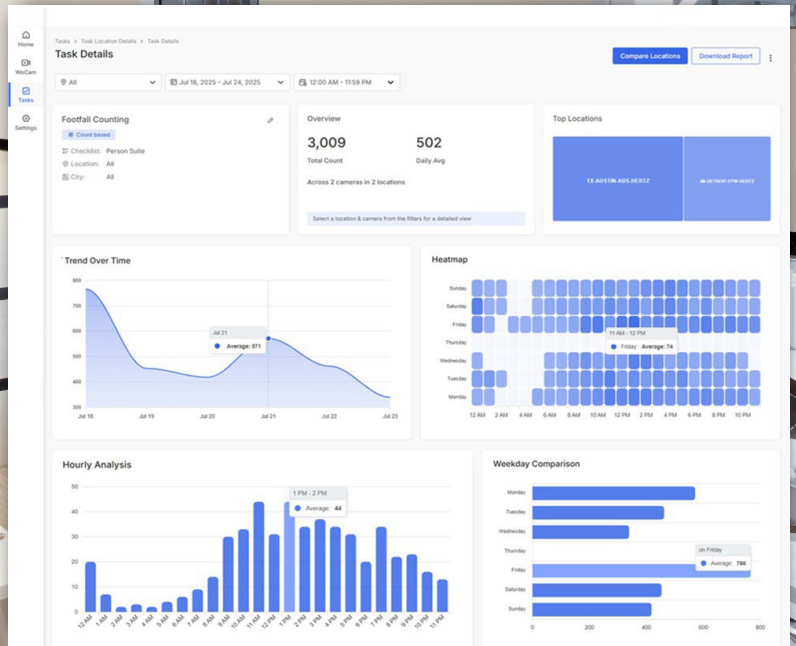 Home
WoCam
Tasks
Settings
Tasks > Task Location Details > Task Details
Task Details
Compare Locations
Download Report
All
Jul 18, 2025 - Jul 24, 2025
12:00 AM - 11:59 PM
Footfall Counting
# Count based
Checklist: Person Suite
Location: All
City: All
Overview
3,009
502
Total Count
Daily Avg
Across 2 cameras in 2 locations
Select a location & camera from the filters for a detailed view
Top Locations
TX-AUSTIN-AUS-HERTZ
MI-DETROIT-DTW-HERTZ
Trend Over Time
800
700
600
500
400
300
Jul 21
Average: 571
Jul 18
Jul 19
Jul 20
Jul 21
Jul 22
Jul 23
Heatmap
Sunday
Saturday
Friday
Thursday
Wednesday
Tuesday
Monday
11 AM - 12 PM
Friday Average: 74
12 AM
2 AM
4 AM
6 AM
8 AM
10 AM
12 PM
2 PM
4 PM
6 PM
8 PM
10 PM
Hourly Analysis
50
40
30
20
10
0
1 PM - 2 PM
Average 44
12 AM
1 AM
2 AM
3 AM
4 AM
5 AM
6 AM
7 AM
8 AM
9 AM
10 AM
11 AM
12 PM
1 PM
2 PM
3 PM
4 PM
5 PM
6 PM
7 PM
8 PM
9 PM
10 PM
11 PM
Weekday Comparison
Monday
Tuesday
Wednesday
Thursday
Friday
Saturday
Sunday
on Friday
Average 766
0
200
400
600
800